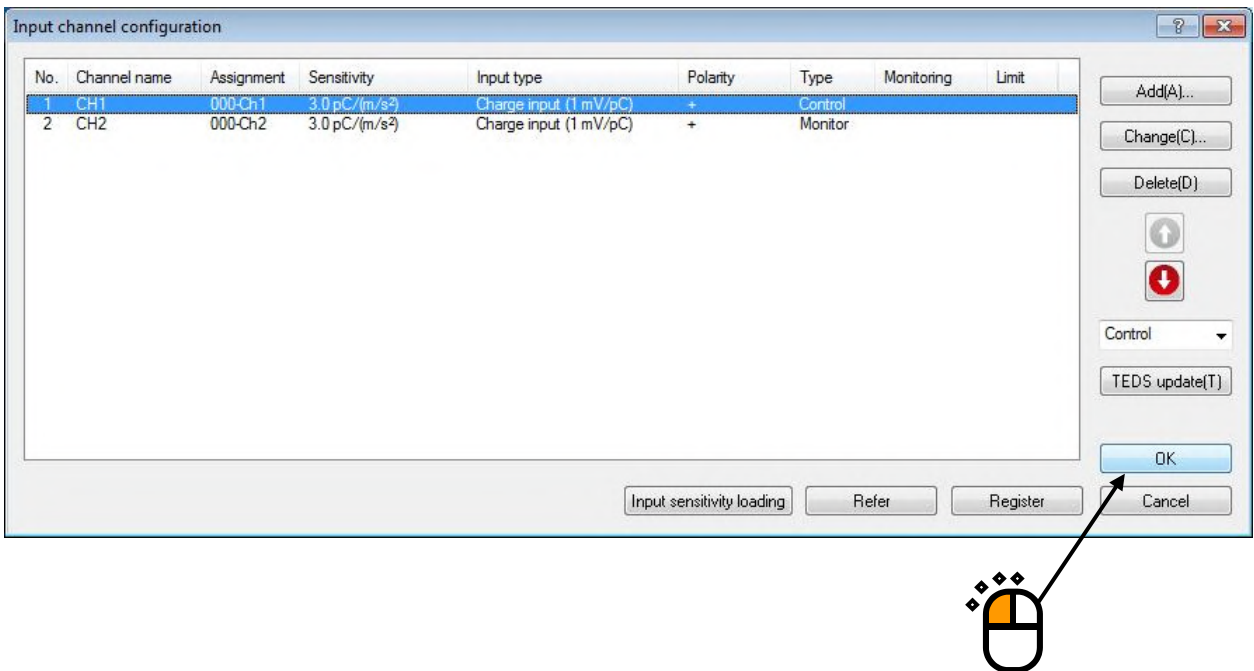 Input channel configuration
No. Channel name Assignment Sensitivity Input type Polarity Type Monitoring Limit
1 CH1 000-Ch1 3.0 pC/(m/s²) Charge input (1 mV/pC) + Control
2 CH2 000-Ch2 3.0 pC/(m/s²) Charge input (1 mV/pC) + Monitor
Add(A)...
Change(C)...
Delete(D)
Control
TEDS update(T)
OK
Input sensitivity loading Refer Register Cancel